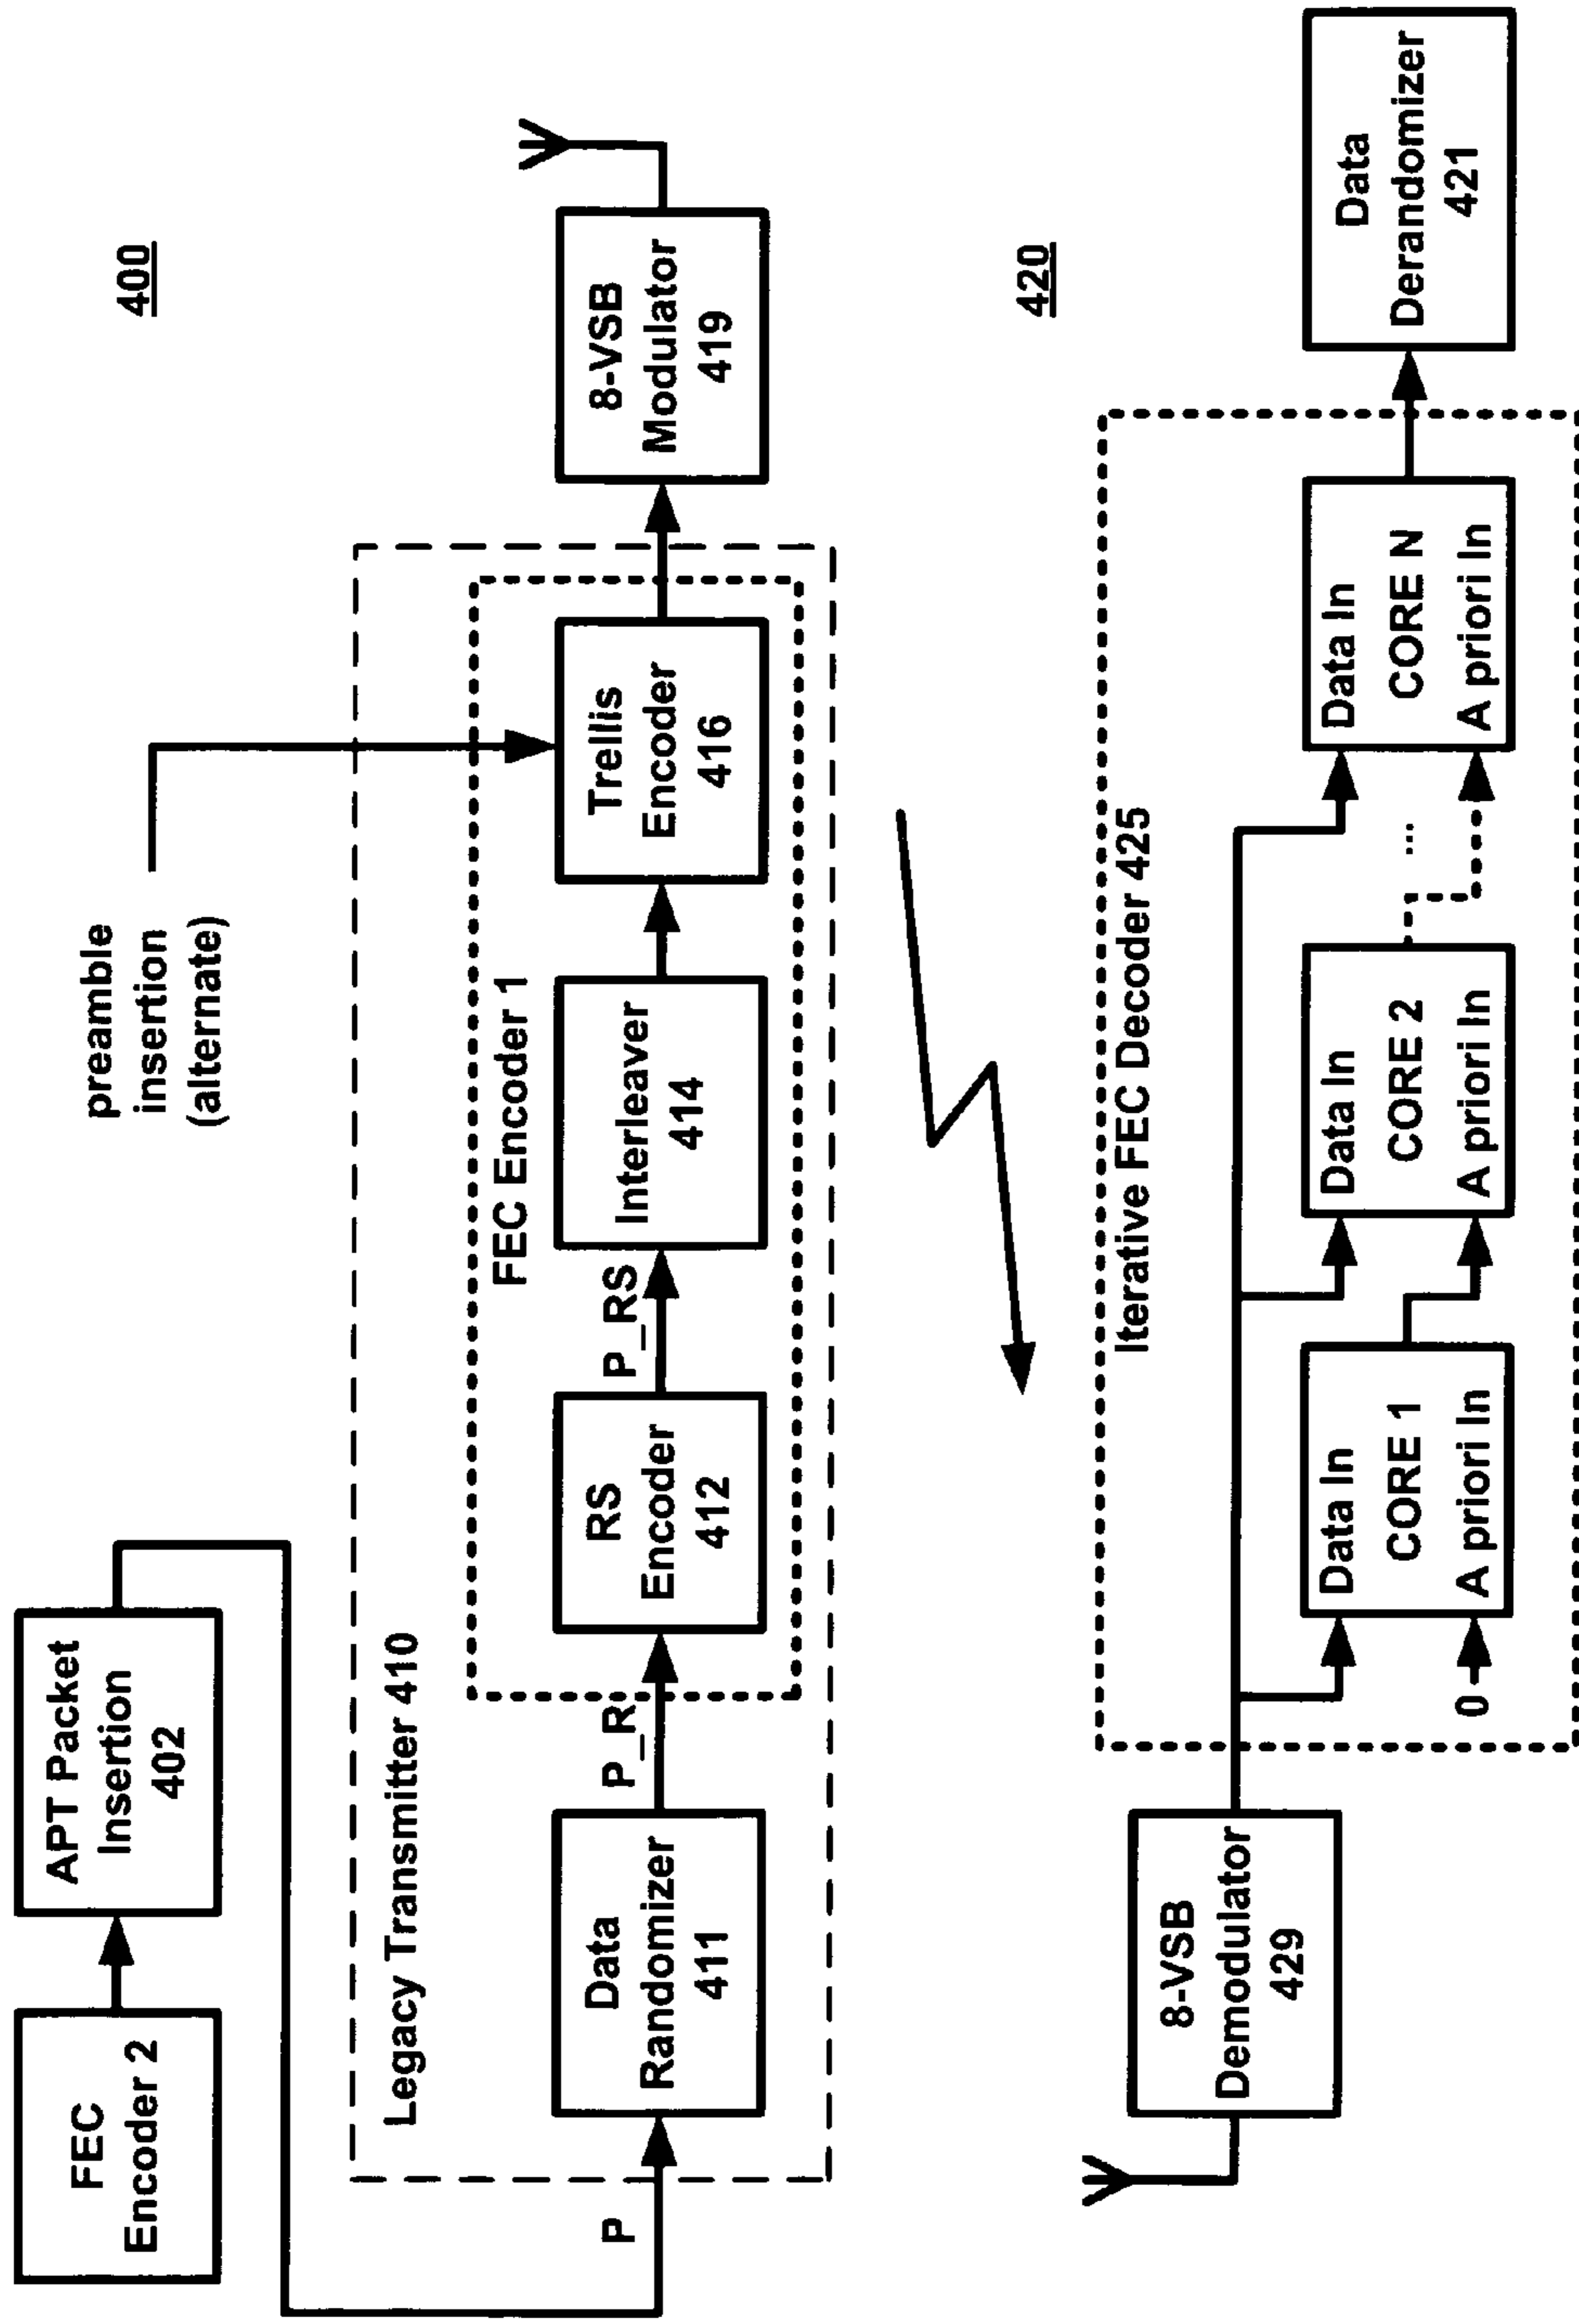 400
FEC
Encoder 2
APT Packet
Insertion
402
preamble
insertion
(alternate)
Legacy Transmitter 410
FEC Encoder 1
P
Data
Randomizer
411
P_R
RS
Encoder
412
P_RS
Interleaver
414
Trellis
Encoder
416
8-VSB
Modulator
419
420
8-VSB
Demodulator
429
Iterative FEC Decoder 425
0
Data In
CORE 1
A priori In
Data In
CORE 2
A priori In
...
Data In
CORE N
A priori In
Data
Derandomizer
421